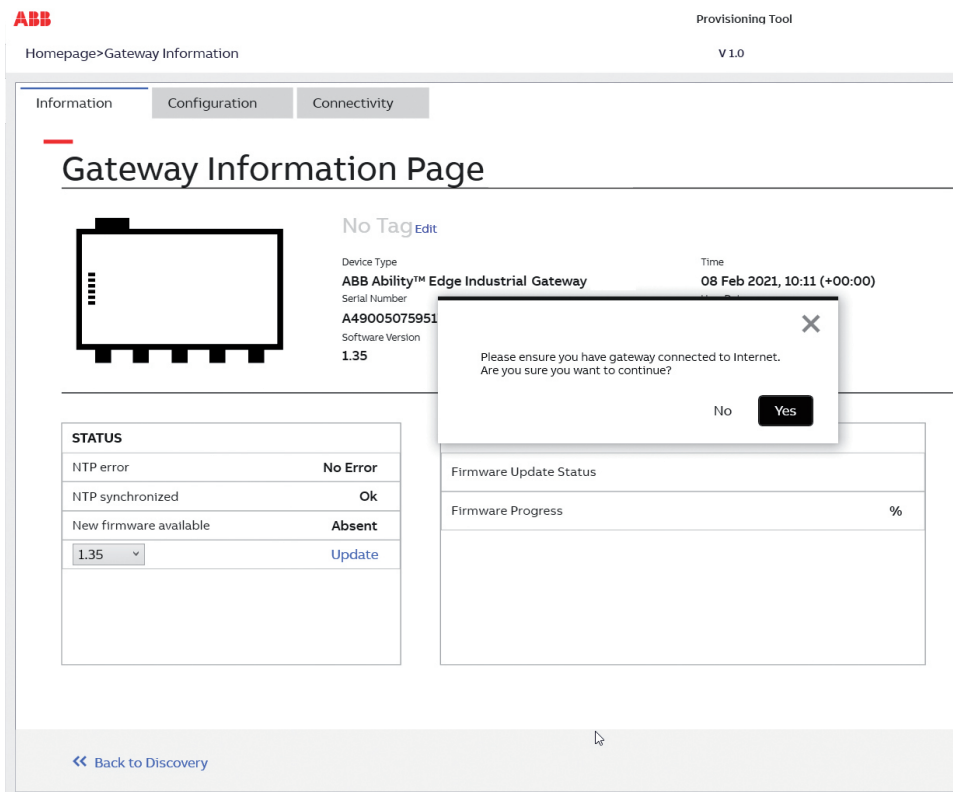 ABB
Provisioning Tool
Homepage>Gateway Information
V 1.0
Information
Configuration
Connectivity
Gateway Information Page
No Tag Edit
Device Type
ABB Ability™ Edge Industrial Gateway
Serial Number
A49005075951
Software Version
1.35
Time
08 Feb 2021, 10:11 (+00:00)
Please ensure you have gateway connected to Internet.
Are you sure you want to continue?
No
Yes
STATUS
NTP error No Error
NTP synchronized Ok
New firmware available Absent
1.35 Update
Firmware Update Status
Firmware Progress %
Back to Discovery